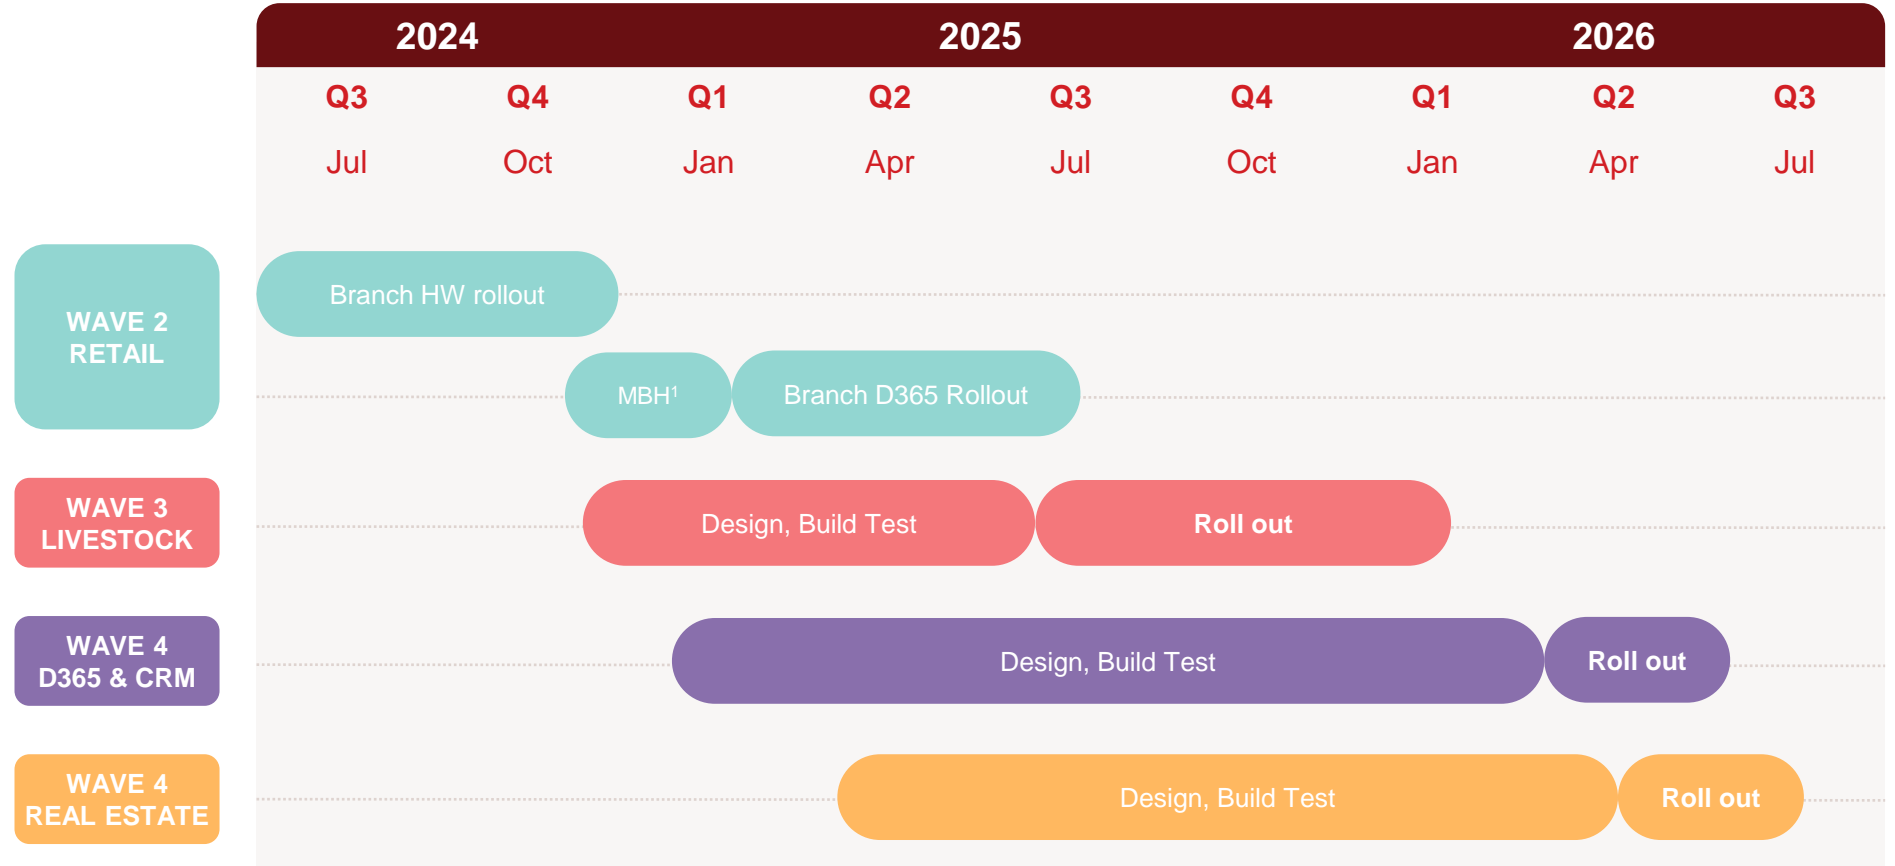 2024 2025 2026
Q3 Q4 Q1 Q2 Q3 Q4 Q1 Q2 Q3
Jul Oct Jan Apr Jul Oct Jan Apr Jul
WAVE 2
RETAIL
Branch HW rollout
MBH¹ Branch D365 Rollout
WAVE 3
LIVESTOCK
Design, Build Test Roll out
WAVE 4
D365 & CRM
Design, Build Test Roll out
WAVE 4
REAL ESTATE
Design, Build Test Roll out